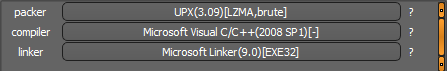 packer UPX(3.09)[LZMA,brute] ?
compiler Microsoft Visual C/C++(2008 SP1)[-] ?
linker Microsoft Linker(9.0)[EXE32] ?